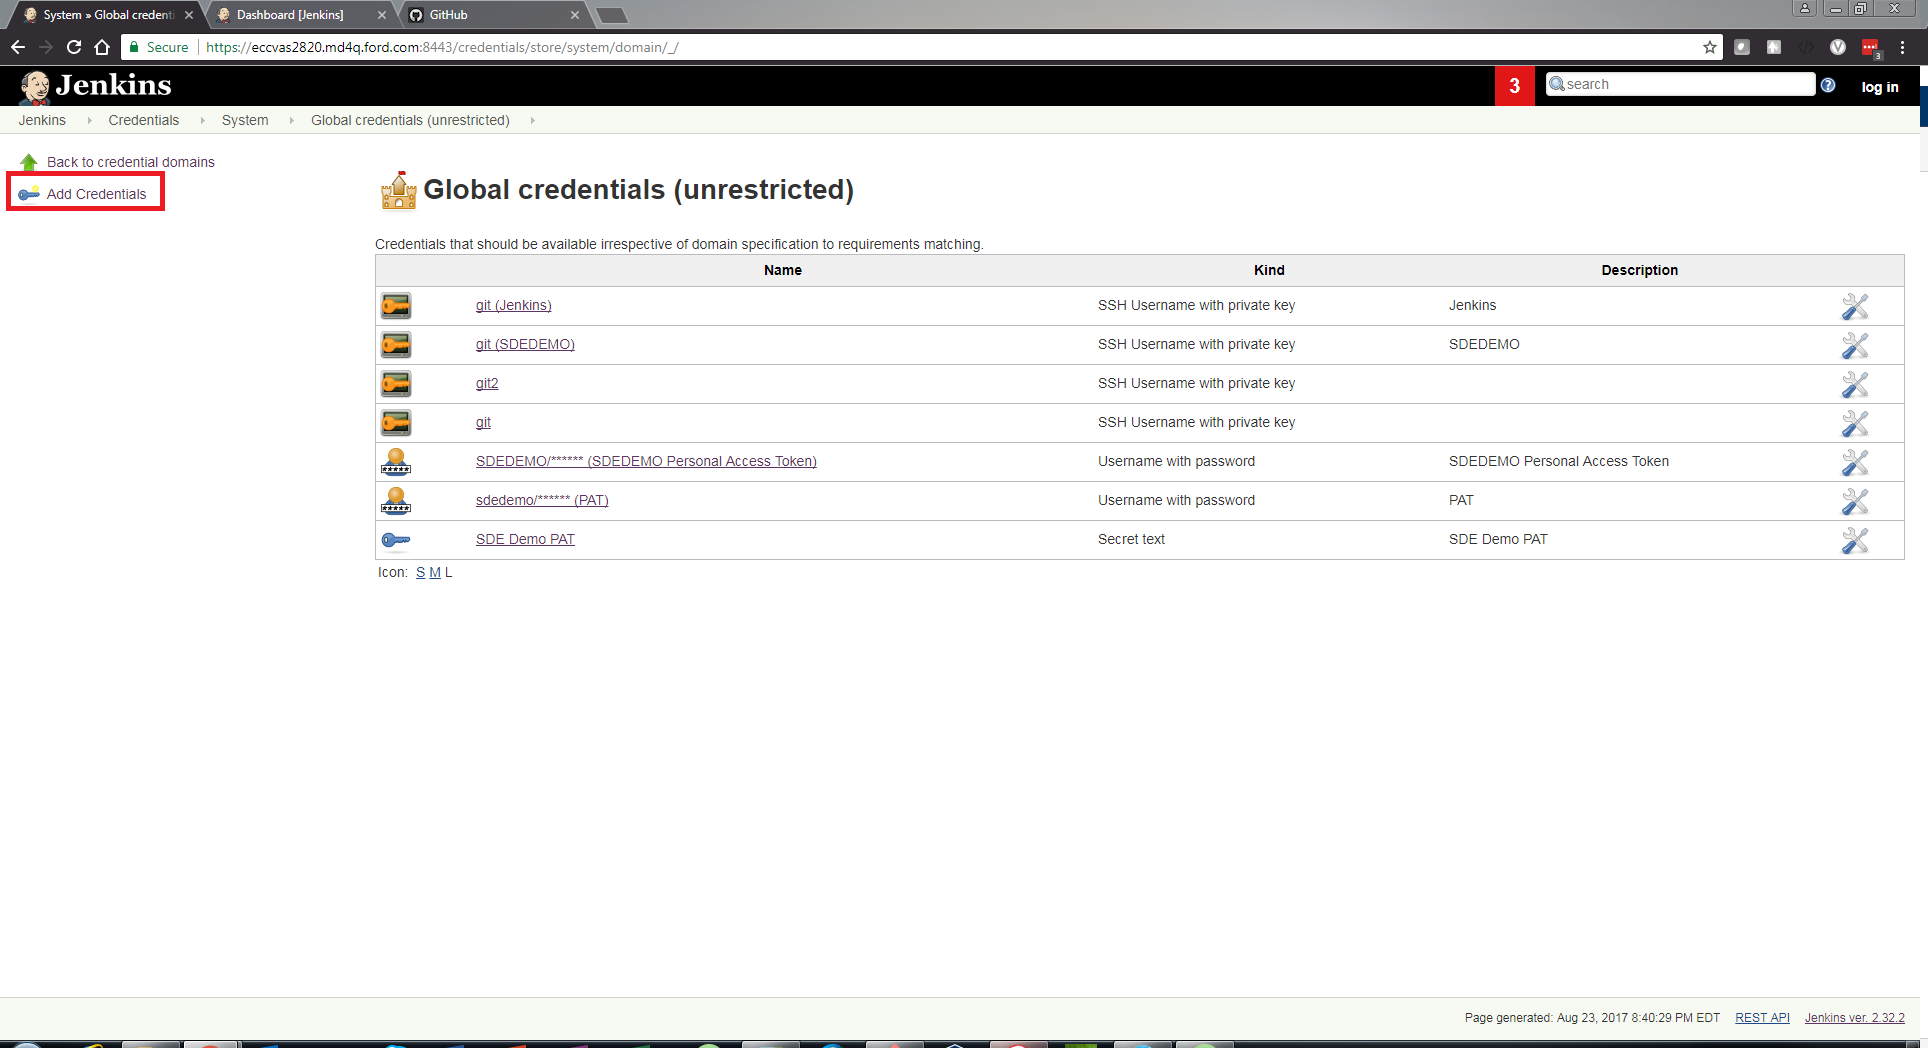 System » Global credenti
Dashboard [Jenkins]
GitHub
Secure
https://eccvas2820.md4q.ford.com:8443/credentials/store/system/domain/_/
3
Jenkins
3
search
log in
Jenkins
Credentials
System
Global credentials (unrestricted)
Back to credential domains
Add Credentials
Global credentials (unrestricted)
Credentials that should be available irrespective of domain specification to requirements matching.
Name Kind Description
git (Jenkins) SSH Username with private key Jenkins
git (SDEDEMO) SSH Username with private key SDEDEMO
git2 SSH Username with private key
git SSH Username with private key
SDEDEMO/****** (SDEDEMO Personal Access Token) Username with password SDEDEMO Personal Access Token
sdedemo/****** (PAT) Username with password PAT
SDE Demo PAT Secret text SDE Demo PAT
Icon: S M L
Page generated: Aug 23, 2017 8:40:29 PM EDT REST API Jenkins ver. 2.32.2